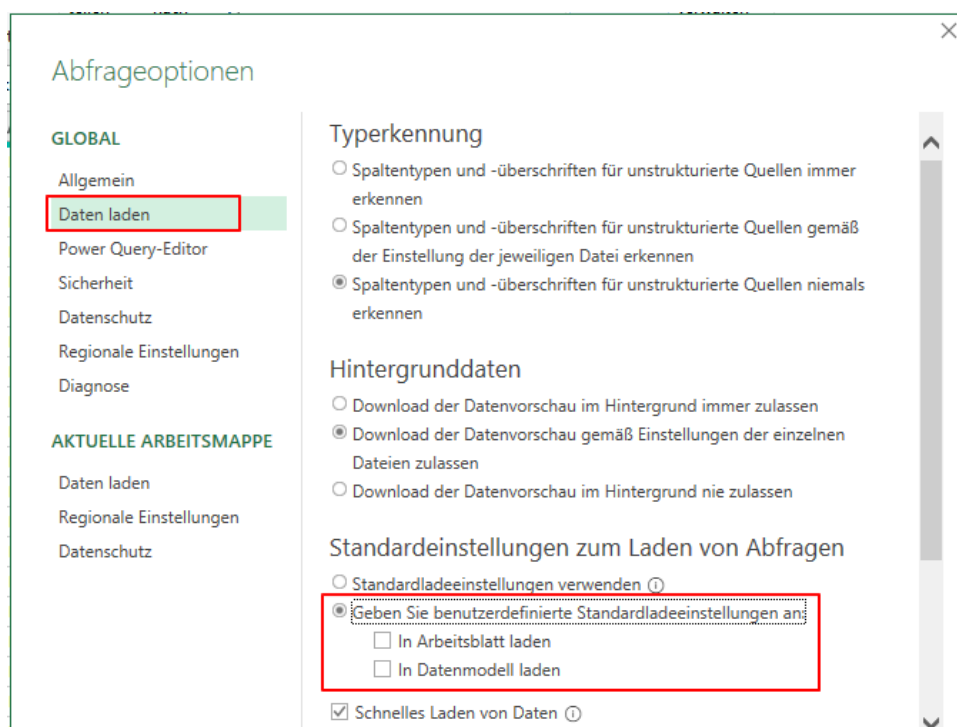 Abfrageoptionen
GLOBAL
Allgemein
Daten laden
Power Query-Editor
Sicherheit
Datenschutz
Regionale Einstellungen
Diagnose
AKTUELLE ARBEITSMAPPE
Daten laden
Regionale Einstellungen
Datenschutz
Typerkennung
Spaltentypen und -überschriften für unstrukturierte Quellen immer
erkennen
Spaltentypen und -überschriften für unstrukturierte Quellen gemäß
der Einstellung der jeweiligen Datei erkennen
Spaltentypen und -überschriften für unstrukturierte Quellen niemals
erkennen
Hintergrunddaten
Download der Datenvorschau im Hintergrund immer zulassen
Download der Datenvorschau gemäß Einstellungen der einzelnen
Dateien zulassen
Download der Datenvorschau im Hintergrund nie zulassen
Standardeinstellungen zum Laden von Abfragen
Standardladeeinstellungen verwenden
Geben Sie benutzerdefinierte Standardladeeinstellungen an:
In Arbeitsblatt laden
In Datenmodell laden
Schnelles Laden von Daten